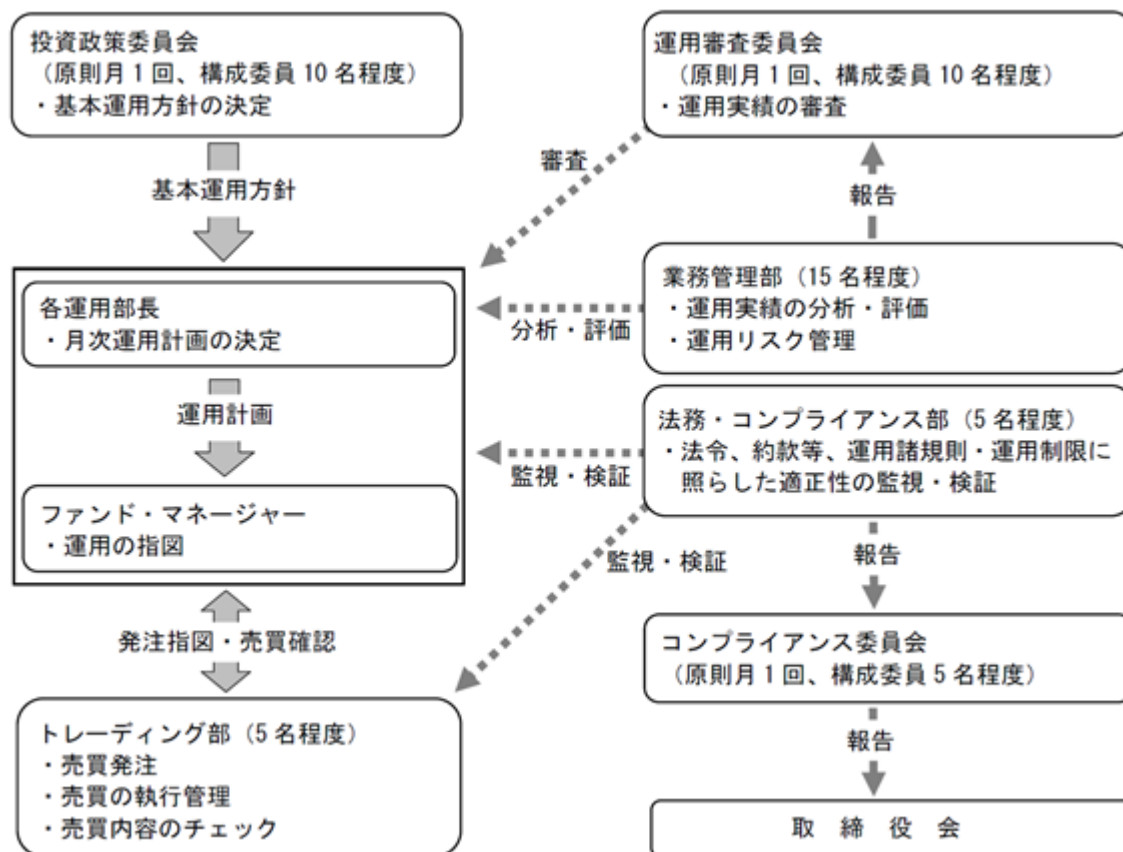 投資政策委員会
（原則月1回、構成委員10名程度）
・基本運用方針の決定
基本運用方針
各運用部長
・月次運用計画の決定
運用計画
ファンド・マネージャー
・運用の指図
発注指図・売買確認
トレーディング部（5名程度）
・売買発注
・売買の執行管理
・売買内容のチェック
運用審査委員会
（原則月1回、構成委員10名程度）
・運用実績の審査
審査
報告
業務管理部（15名程度）
・運用実績の分析・評価
・運用リスク管理
分析・評価
法務・コンプライアンス部（5名程度）
・法令、約款等、運用諸規則・運用制限に
照らした適正性の監視・検証
監視・検証
監視・検証
報告
コンプライアンス委員会
（原則月1回、構成委員5名程度）
報告
取締役会